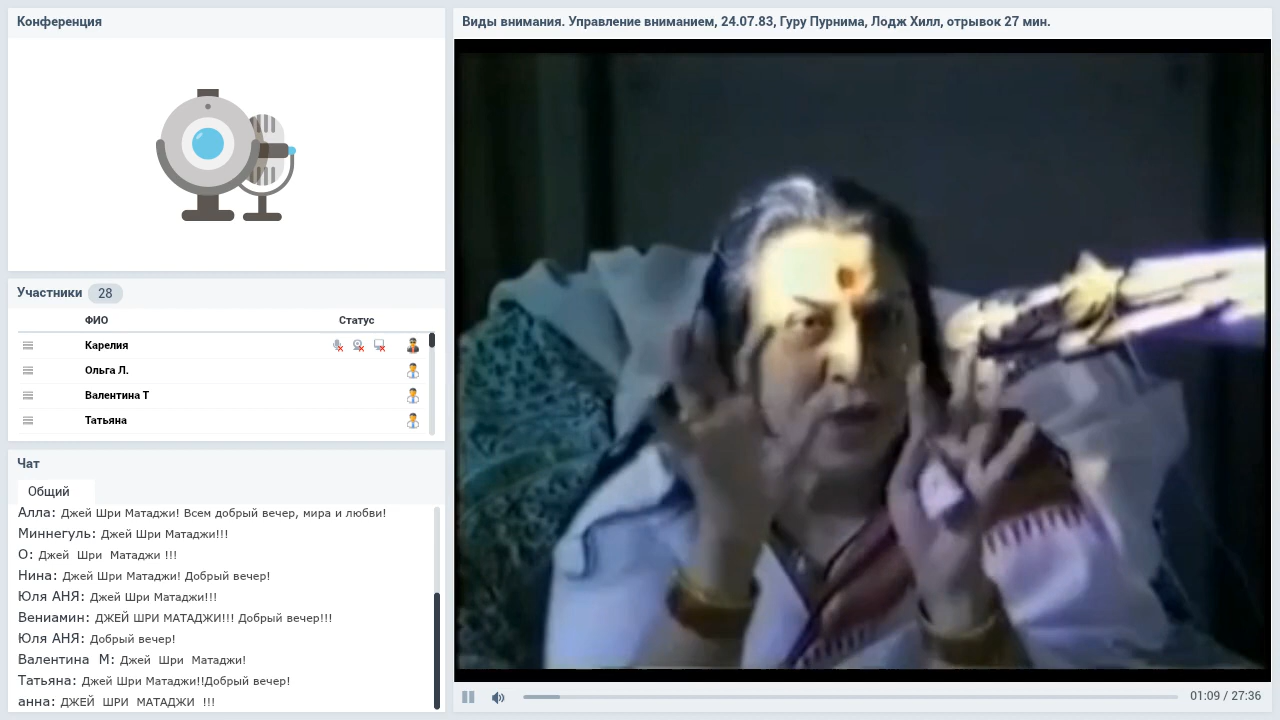 Конференция
Виды внимания. Управление вниманием, 24.07.83, Гуру Пурнима, Лодж Хилл, отрывок 27 мин.
Участники 28
ФИО Статус
Карелия
Ольга Л.
Валентина Т
Татьяна
Чат
Общий
Алла: Джей Шри Матаджи! Всем добрый вечер, мира и любви!
Миннегуль: Джей Шри Матаджи!!!
О: Джей Шри Матаджи !!!
Нина: Джей Шри Матаджи! Добрый вечер!
Юля АНЯ: Джей Шри Матаджи!!!
Вениамин: ДЖЕЙ ШРИ МАТАДЖИ!!! Добрый вечер!!!
Юля АНЯ: Добрый вечер!
Валентина М: Джей Шри Матаджи!
Татьяна: Джей Шри Матаджи!!Добрый вечер!
анна: ДЖЕЙ ШРИ МАТАДЖИ !!!
01:09 / 27:36